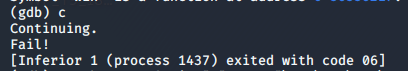 (gdb) c
Continuing.
Fail!
[Inferior 1 (process 1437) exited with code 06]